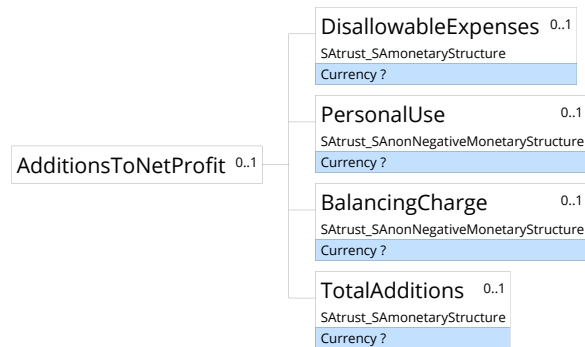 DisallowableExpenses 0..1
SAtrust_SAmonetaryStructure
Currency ?
PersonalUse 0..1
SAtrust_SAnonNegativeMonetaryStructure
Currency ?
AdditionsToNetProfit 0..1
BalancingCharge 0..1
SAtrust_SAnonNegativeMonetaryStructure
Currency ?
TotalAdditions 0..1
SAtrust_SAmonetaryStructure
Currency ?